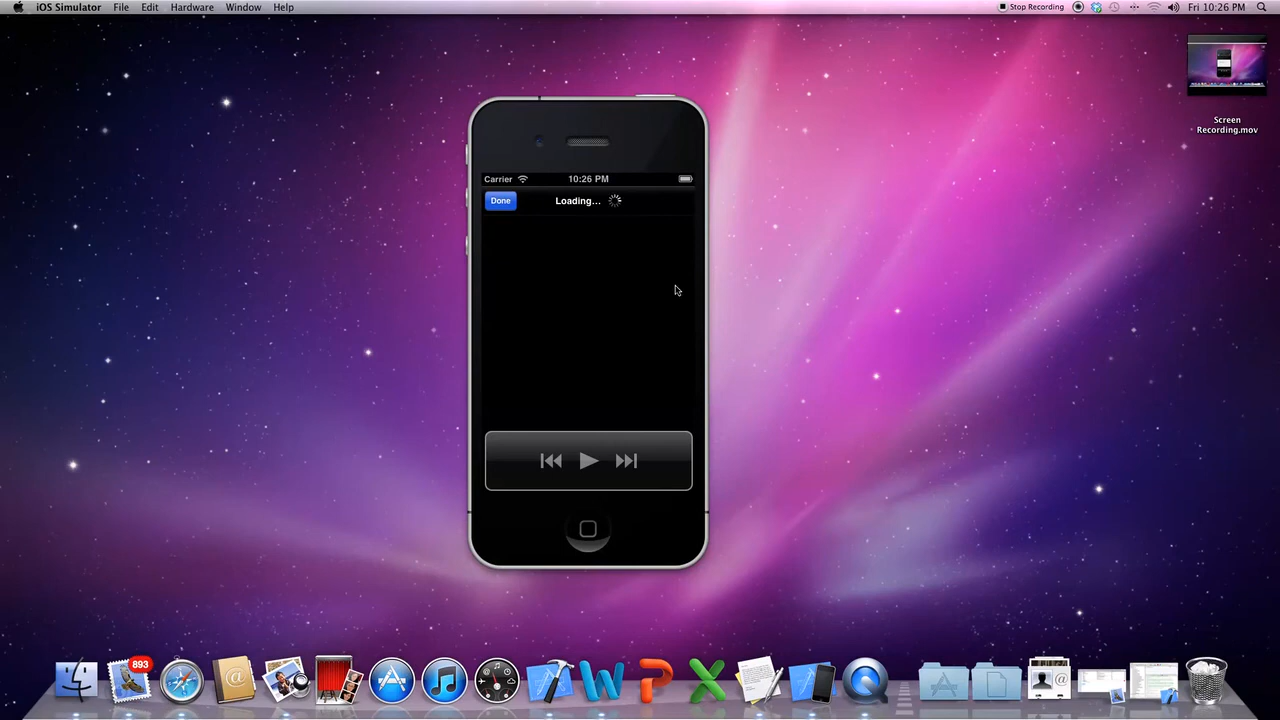 iOS Simulator File Edit Hardware Window Help Stop Recording Fri 10:26 PM
Screen
Recording.mov
Carrier 10:26 PM
Done Loading...
893
W P X